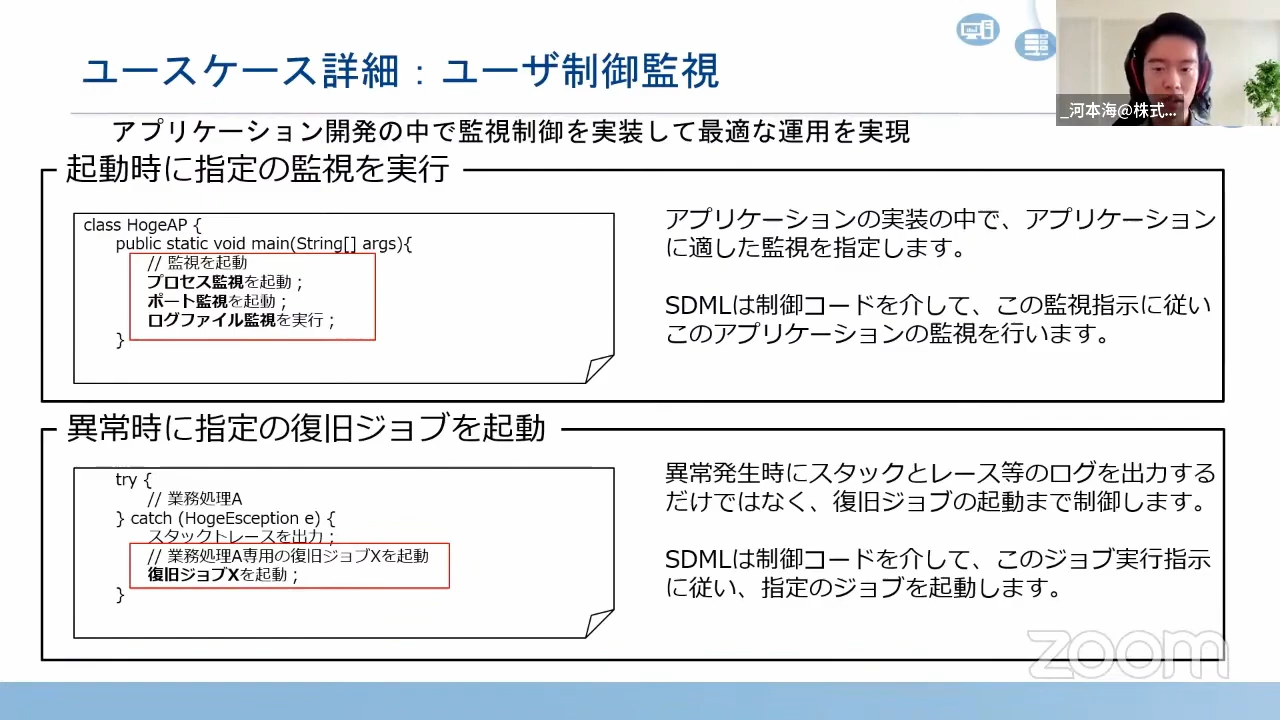 ユースケース詳細：ユーザ制御監視
_河本海@株式...
アプリケーション開発の中で監視制御を実装して最適な運用を実現
起動時に指定の監視を実行
class HogeAP {
public static void main(String[] args){
// 監視を起動
プロセス監視を起動；
ポート監視を起動；
ログファイル監視を実行；
}
アプリケーションの実装の中で、アプリケーション
に適した監視を指定します。
SDMLは制御コードを介して、この監視指示に従い
このアプリケーションの監視を行います。
異常時に指定の復旧ジョブを起動
try {
// 業務処理A
} catch (HogeEsception e) {
スタックトレースを出力；
// 業務処理A専用の復旧ジョブXを起動
復旧ジョブXを起動；
}
異常発生時にスタックとレース等のログを出力する
だけではなく、復旧ジョブの起動まで制御します。
SDMLは制御コードを介して、このジョブ実行指示
に従い、指定のジョブを起動します。
zoom